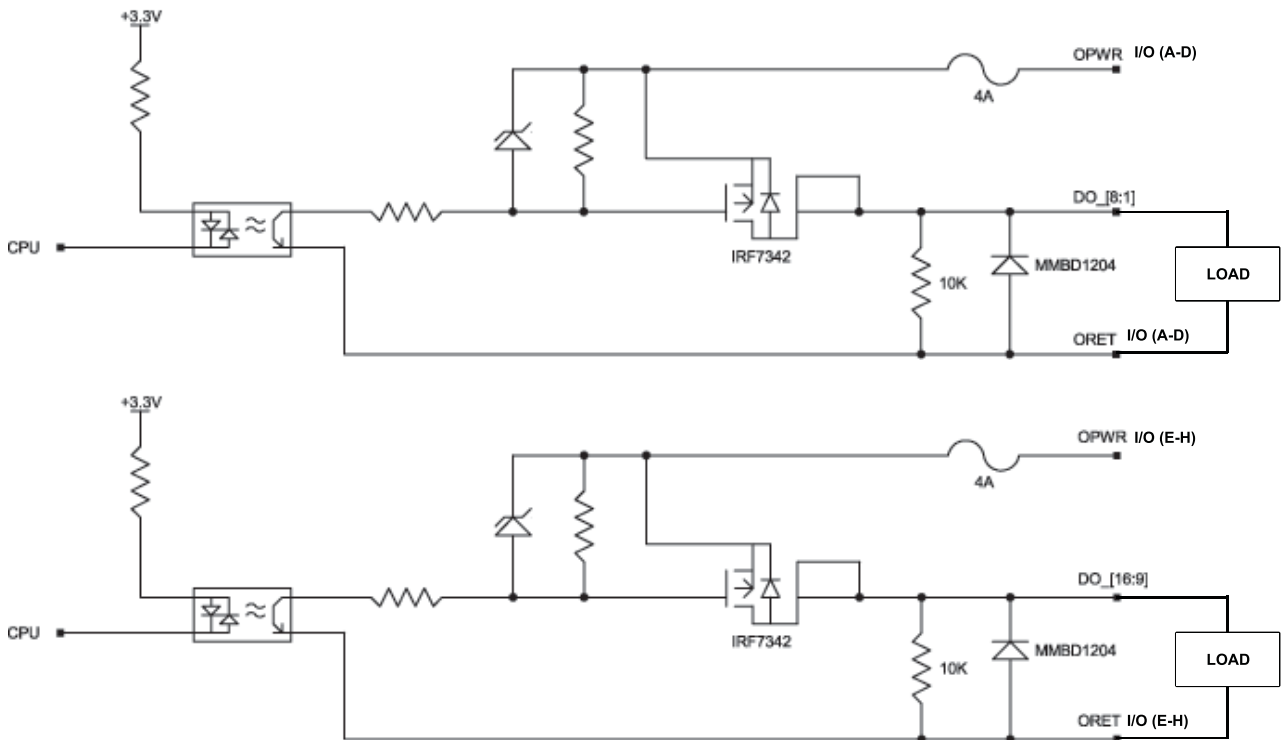 +3.3V
OPWR I/O (A-D)
4A
DO_[8:1]
CPU
IRF7342
10K
MMBD1204
LOAD
ORET I/O (A-D)
+3.3V
OPWR I/O (E-H)
4A
DO_[16:9]
CPU
IRF7342
10K
MMBD1204
LOAD
ORET I/O (E-H)